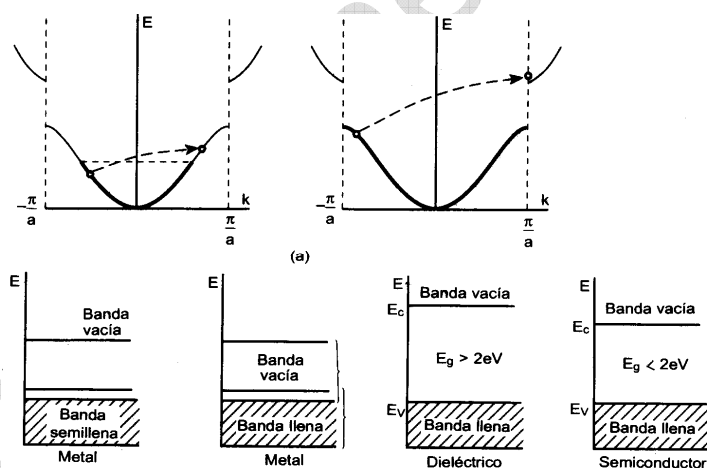 E
E
-π/a
π/a
k
-π/a
π/a
k
(a)
E
Banda
vacía
Banda
semillena
Metal
E
Banda
vacía
Banda llena
Metal
E
Banda vacía
Ec
Eg > 2eV
Ev
Banda llena
Dieléctrico
E
Banda vacía
Ec
Eg < 2eV
Ev
Banda llena
Semiconductor